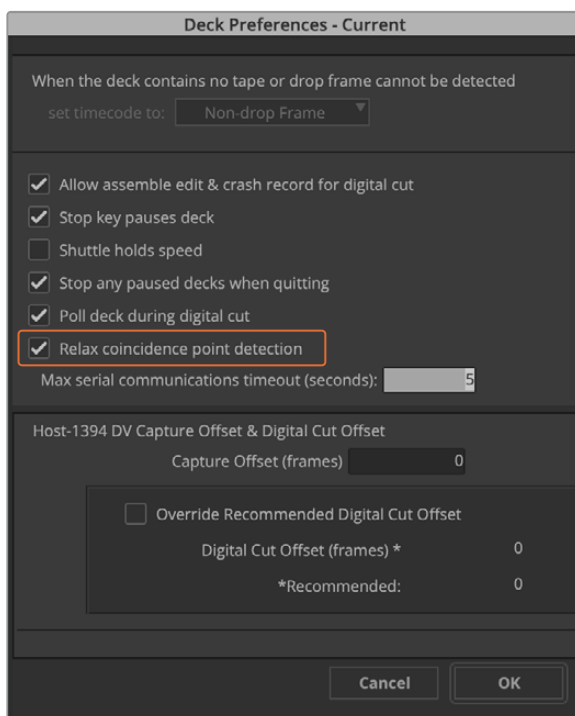 Deck Preferences - Current
When the deck contains no tape or drop frame cannot be detected
set timecode to: Non-drop Frame
Allow assemble edit & crash record for digital cut
Stop key pauses deck
Shuttle holds speed
Stop any paused decks when quitting
Poll deck during digital cut
Relax coincidence point detection
Max serial communications timeout (seconds): 5
Host-1394 DV Capture Offset & Digital Cut Offset
Capture Offset (frames) 0
Override Recommended Digital Cut Offset
Digital Cut Offset (frames) * 0
*Recommended: 0
Cancel OK